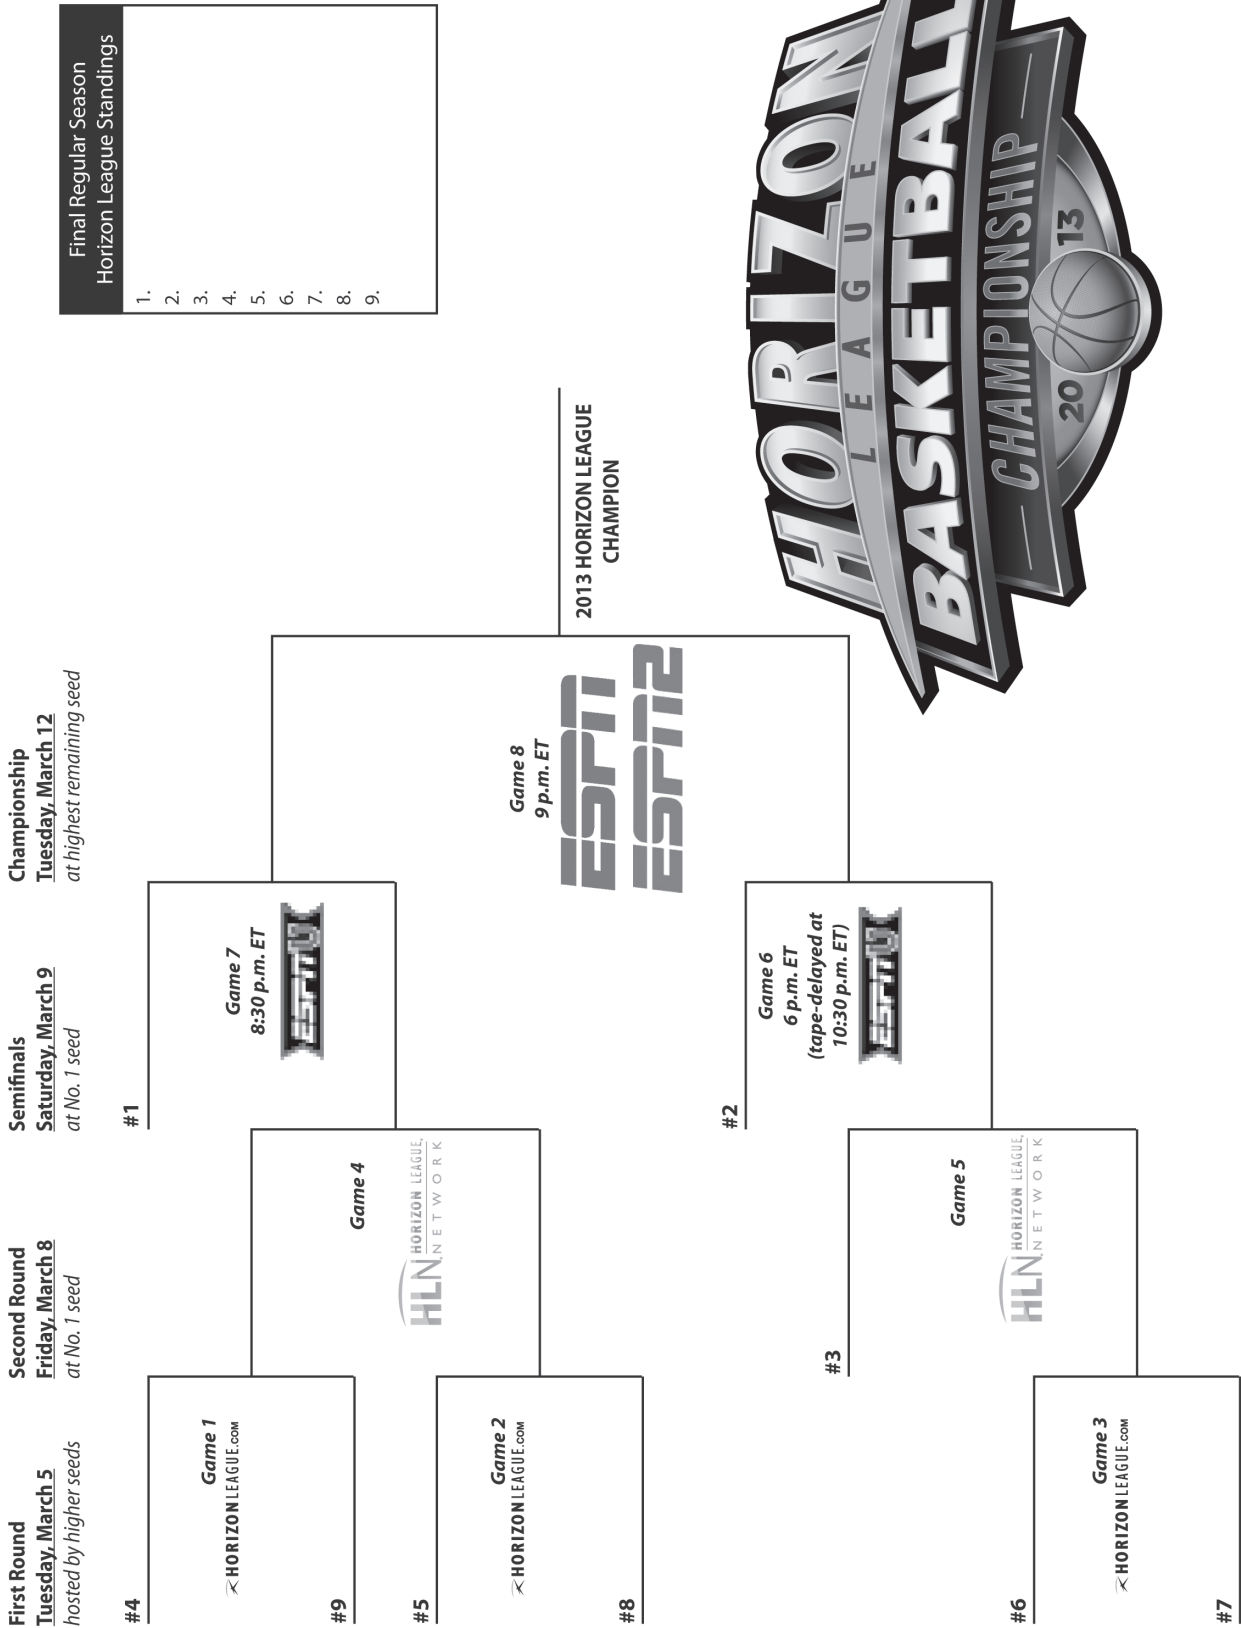 First Round
Tuesday, March 5
hosted by higher seeds
Second Round
Friday, March 8
at No. 1 seed
Semifinals
Saturday, March 9
at No. 1 seed
Championship
Tuesday, March 12
at highest remaining seed
Final Regular Season
Horizon League Standings
1.
2.
3.
4.
5.
6.
7.
8.
9.
#4
Game 1
HORIZONLEAGUE.COM
#9
#5
Game 2
HORIZONLEAGUE.COM
#8
#6
Game 3
HORIZONLEAGUE.COM
#7
Game 4
HLN HORIZON LEAGUE
NETWORK
#3
Game 5
HLN HORIZON LEAGUE
NETWORK
#1
Game 7
8:30 p.m. ET
ESPNU
#2
Game 6
6 p.m. ET
(tape-delayed at
10:30 p.m. ET)
ESPNU
Game 8
9 p.m. ET
ESPN
ESPN2
2013 HORIZON LEAGUE
CHAMPION
HORIZON
LEAGUE
BASKETBALL
CHAMPIONSHIP
20 13